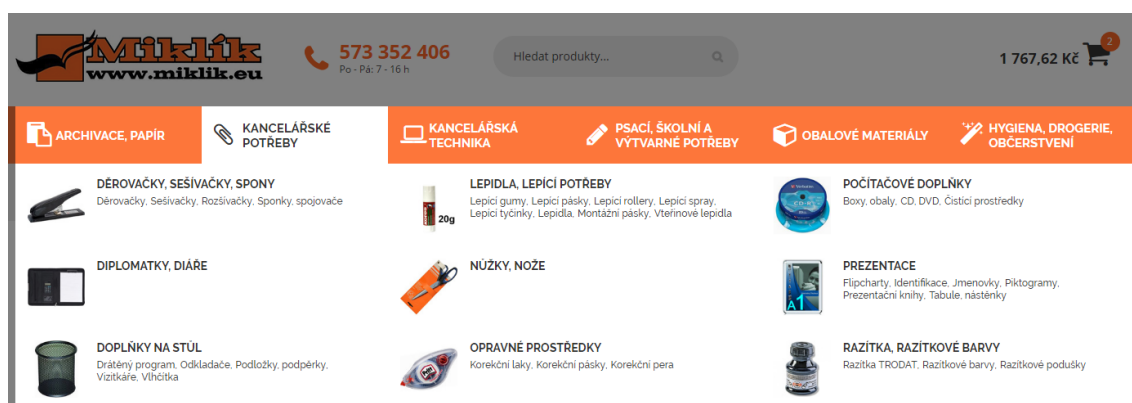 Miklík
www.miklik.eu
573 352 406
Po - Pá: 7 - 16 h
Hledat produkty...
1 767,62 Kč
2
ARCHIVACE, PAPÍR
KANCELÁŘSKÉ
POTŘEBY
KANCELÁŘSKÁ
TECHNIKA
PSACÍ, ŠKOLNÍ A
VÝTVARNÉ POTŘEBY
OBALOVÉ MATERIÁLY
HYGIENA, DROGERIE,
OBČERSTVENÍ
DĚROVAČKY, SEŠÍVAČKY, SPONY
Děrovačky, Sešívačky, Rozšívačky, Sponky, spojovače
20g
LEPIDLA, LEPÍCÍ POTŘEBY
Lepicí gumy, Lepicí pásky, Lepicí rollery, Lepicí spray,
Lepicí tyčinky, Lepidla, Montážní pásky, Vteřinové lepidla
POČÍTAČOVÉ DOPLŇKY
Boxy, obaly, CD, DVD, Čisticí prostředky
DIPLOMATKY, DIÁŘE
NŮŽKY, NOŽE
A1
PREZENTACE
Flipcharty, Identifikace, Jmenovky, Piktogramy,
Prezentační knihy, Tabule, nástěnky
DOPLŇKY NA STŮL
Drátěný program, Odkladače, Podložky, podpěrky,
Vizitkáře, Vlhčítka
OPRAVNÉ PROSTŘEDKY
Korekční laky, Korekční pásky, Korekční pera
RAZÍTKA, RAZÍTKOVÉ BARVY
Razítka TRODAT, Razítkové barvy, Razítkové podušky